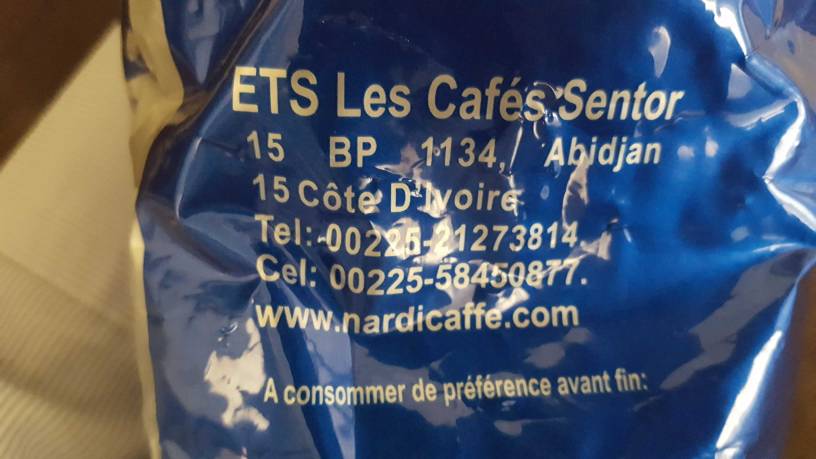 ETS Les Cafés Sentor
15 BP 1134, Abidjan
15 Côte D'Ivoire
Tel: 00225-21273814
Cel: 00225-58450877.
www.nardicaffe.com
A consommer de préférence avant fin: